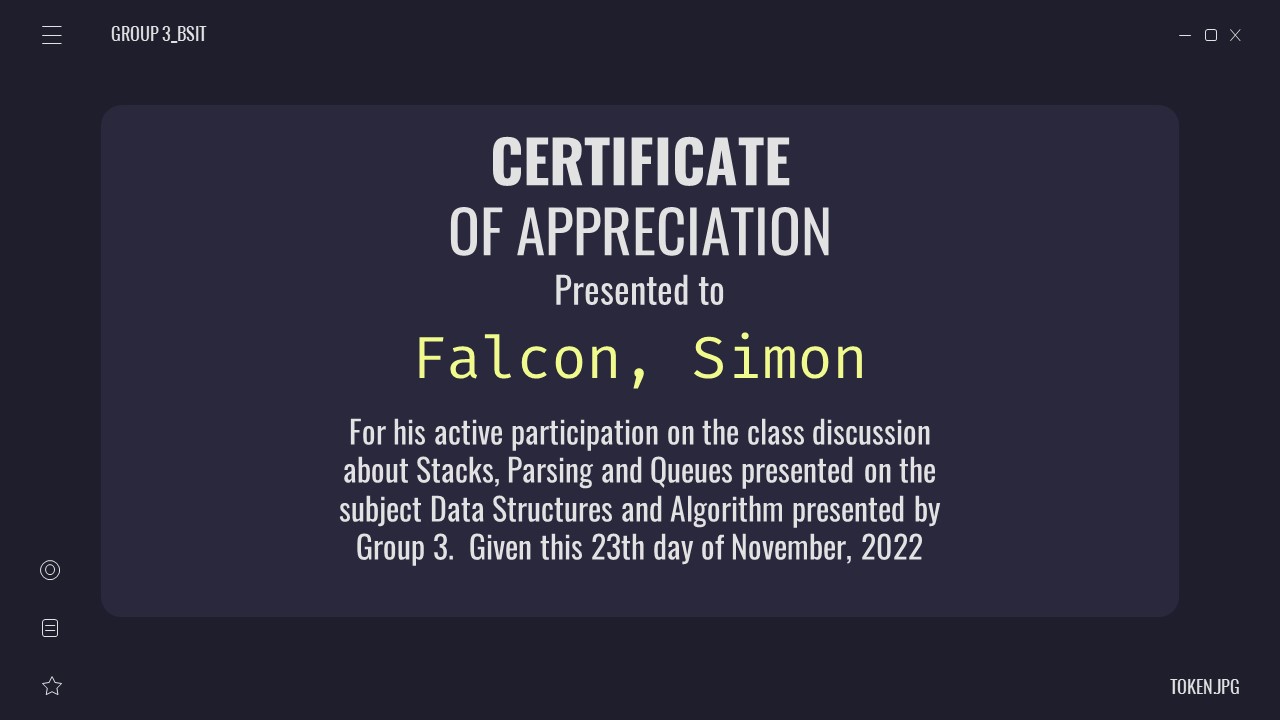 GROUP 3_BSIT
CERTIFICATE
OF APPRECIATION
Presented to
Falcon, Simon
For his active participation on the class discussion
about Stacks, Parsing and Queues presented on the
subject Data Structures and Algorithm presented by
Group 3. Given this 23th day of November, 2022
TOKEN.JPG